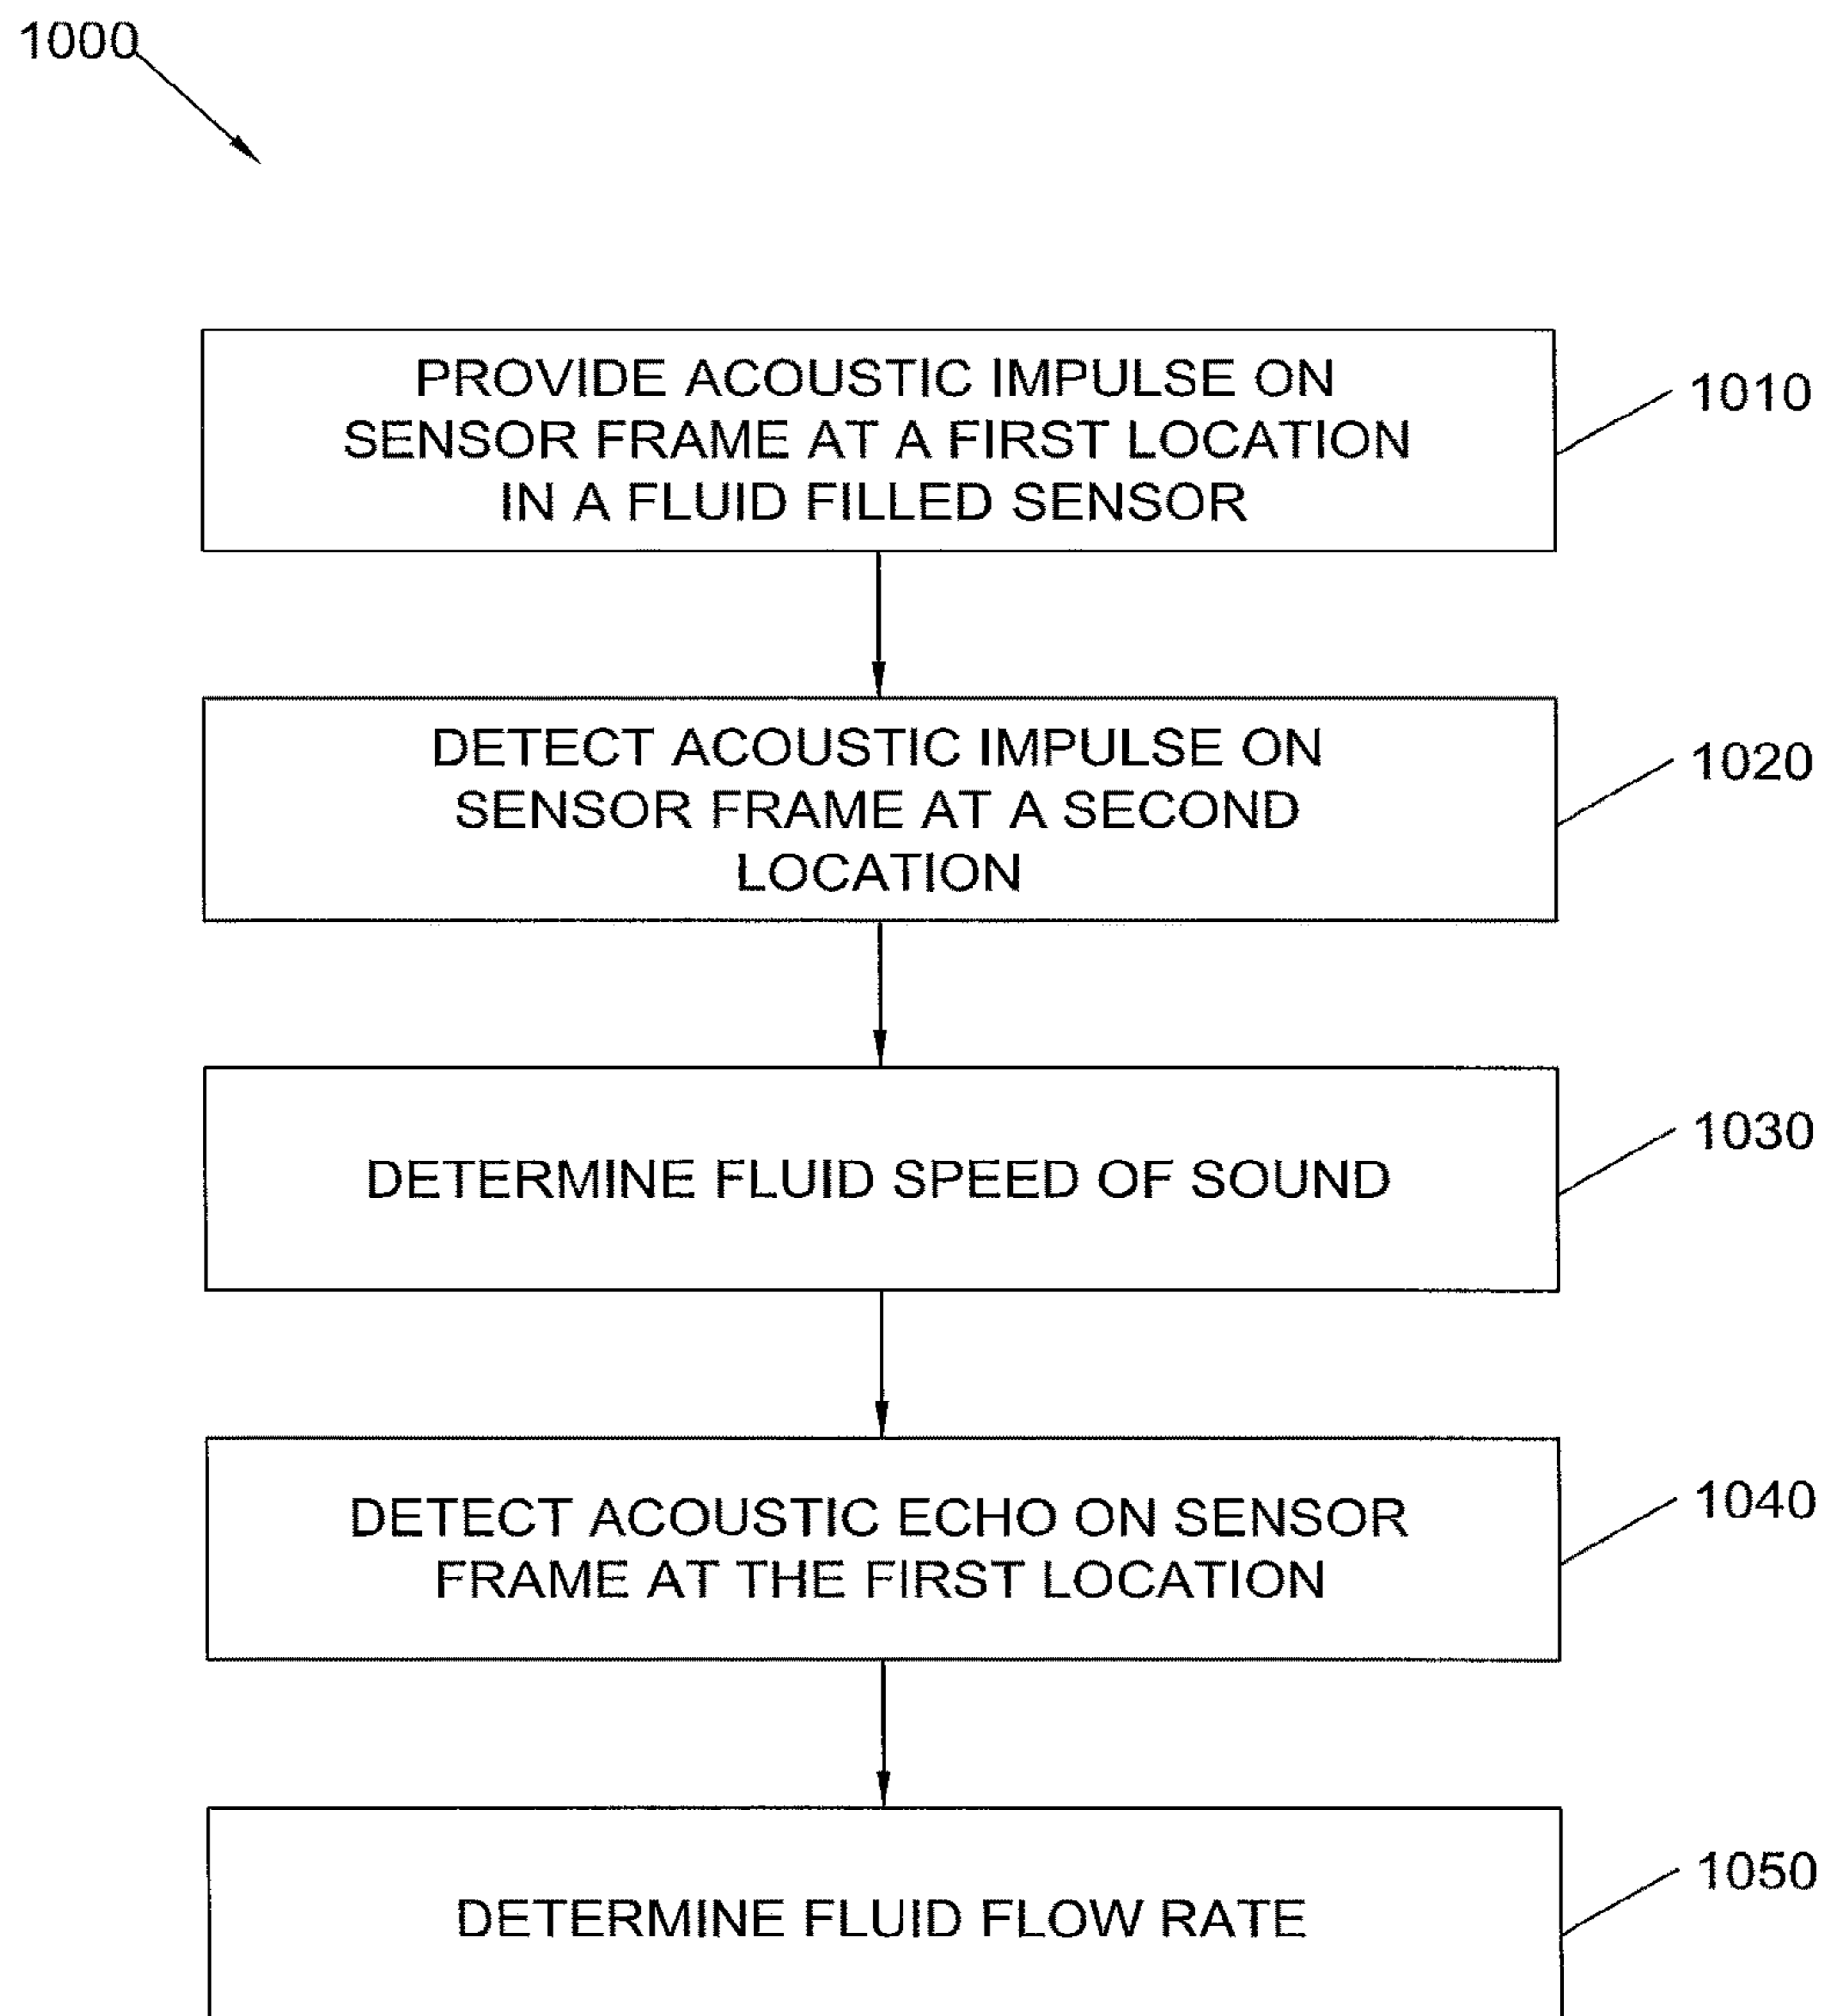 1000
PROVIDE ACOUSTIC IMPULSE ON
SENSOR FRAME AT A FIRST LOCATION
IN A FLUID FILLED SENSOR
1010
DETECT ACOUSTIC IMPULSE ON
SENSOR FRAME AT A SECOND
LOCATION
1020
DETERMINE FLUID SPEED OF SOUND
1030
DETECT ACOUSTIC ECHO ON SENSOR
FRAME AT THE FIRST LOCATION
1040
DETERMINE FLUID FLOW RATE
1050